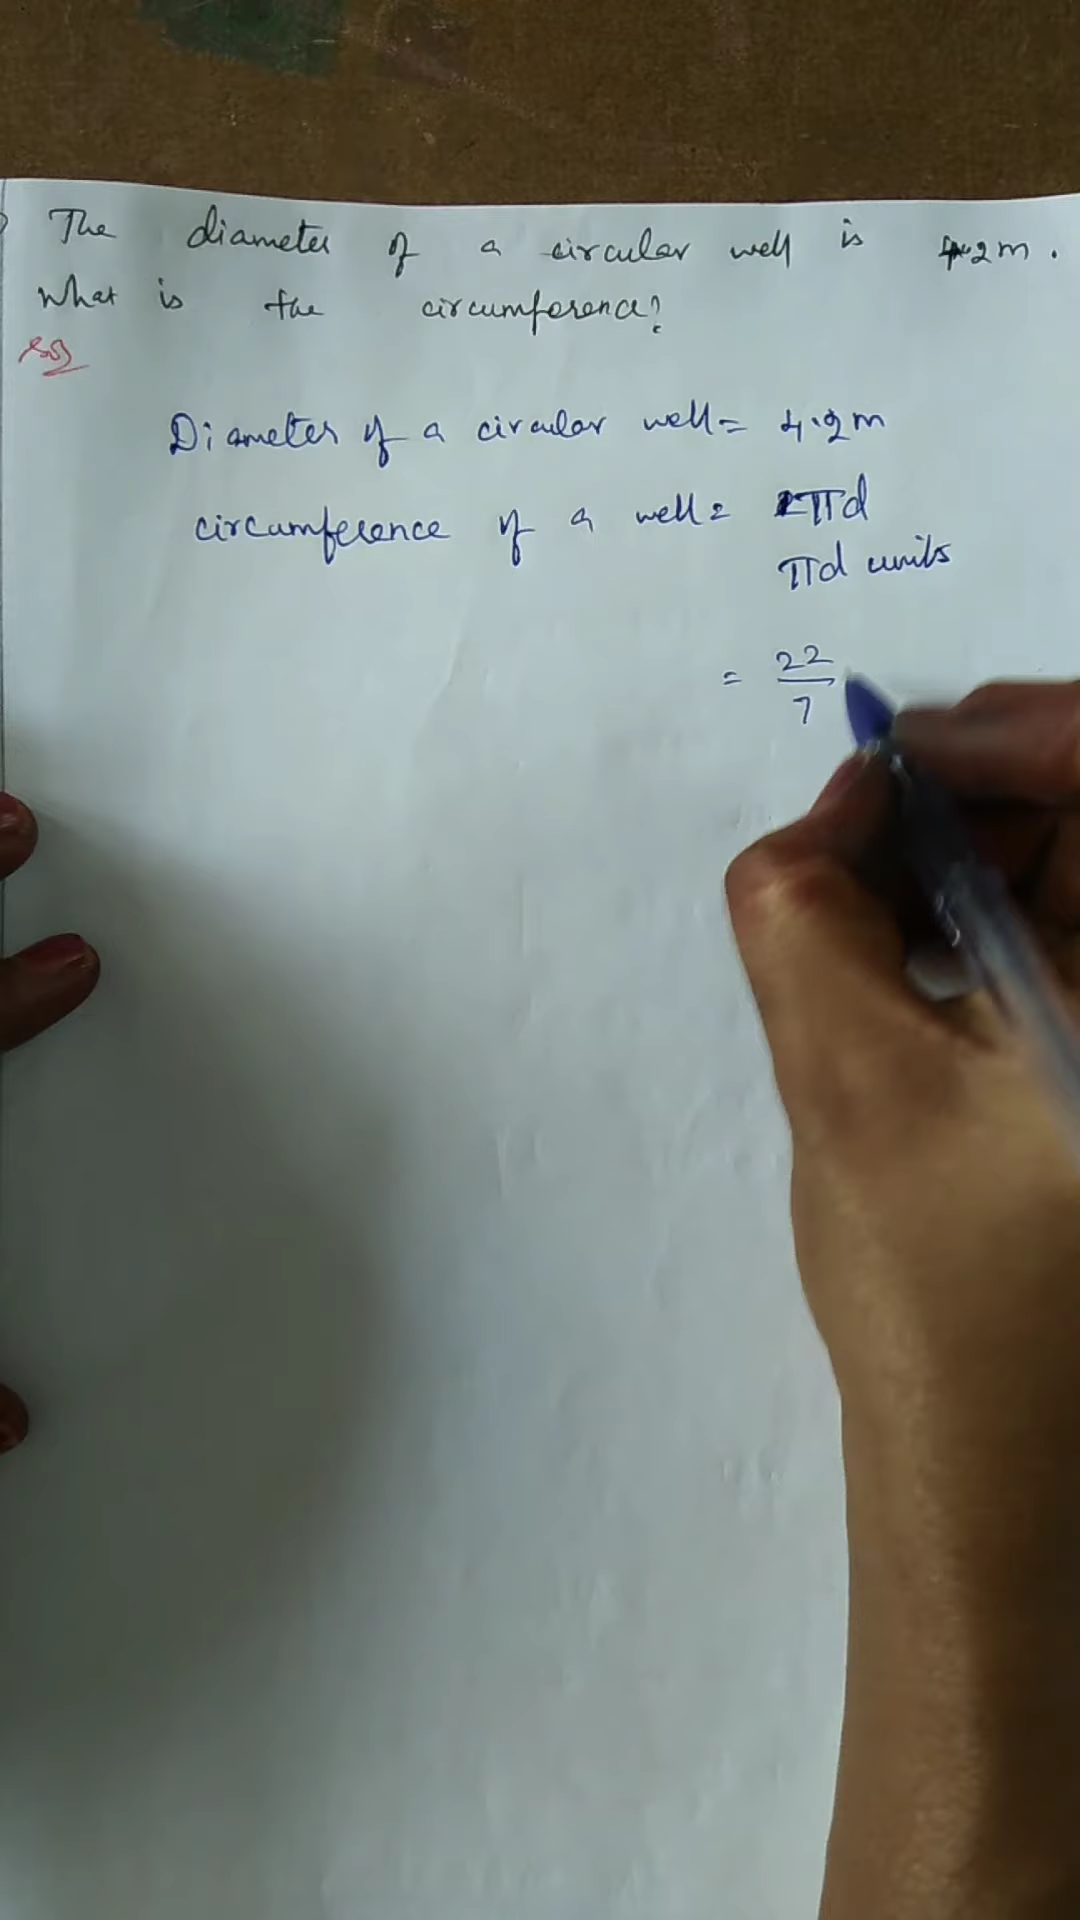 The diameter of a circular well is 4.2m.
What is the circumference?
Sol
Diameter of a circular well = 4.2m
circumference of a well = πd
πd units
= 22
7